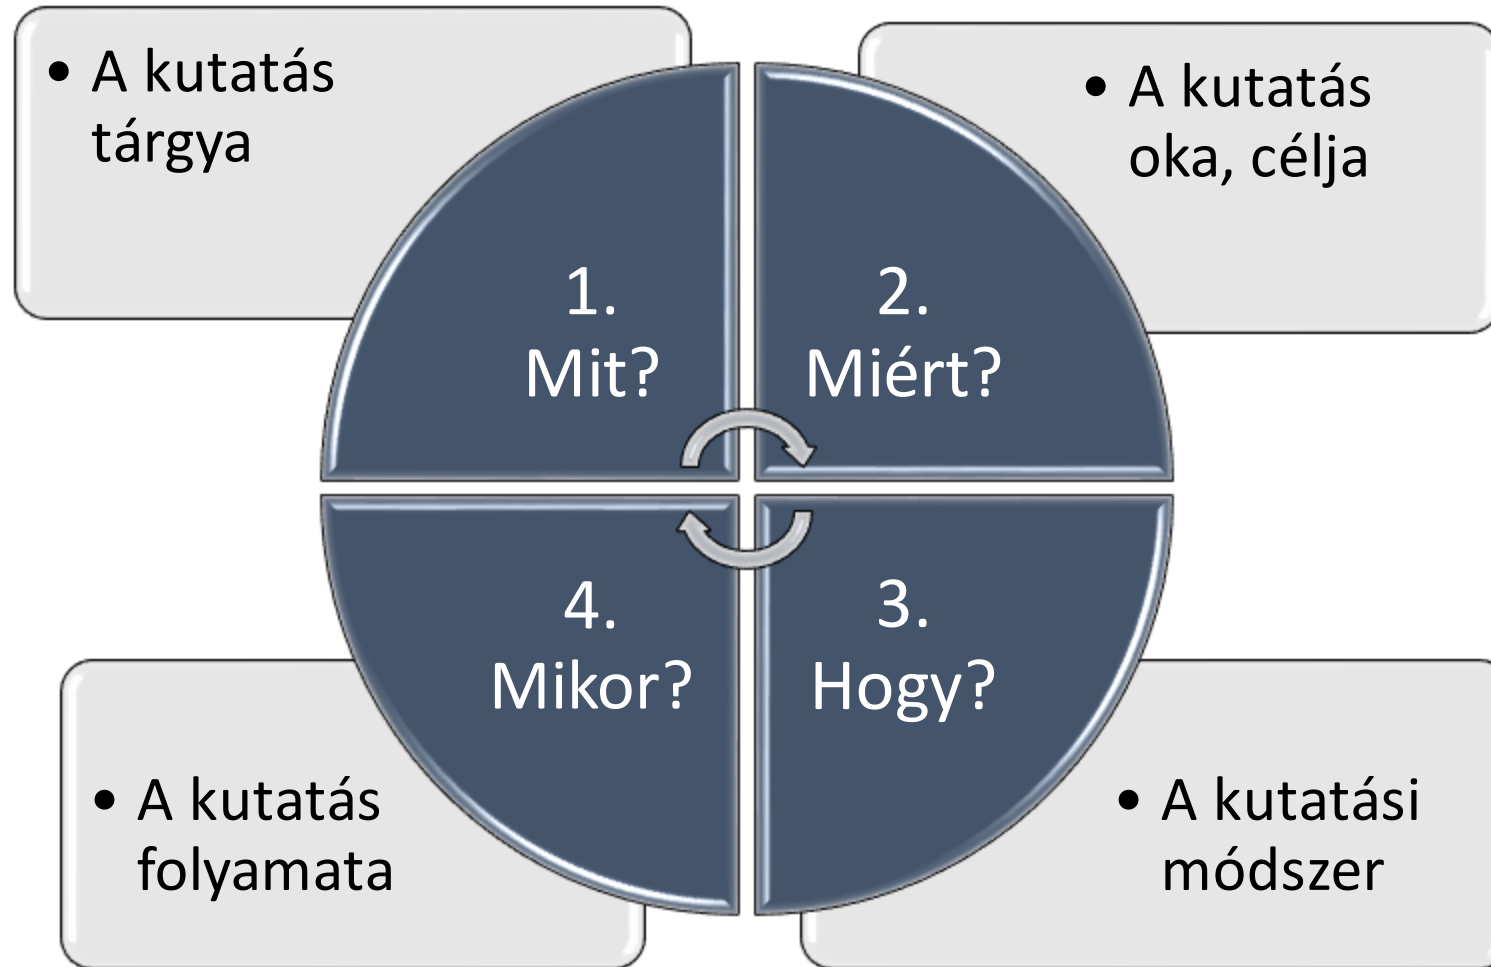 • A kutatás
tárgya
• A kutatás
oka, célja
1.
Mit?
2.
Miért?
4.
Mikor?
3.
Hogy?
• A kutatás
folyamata
• A kutatási
módszer